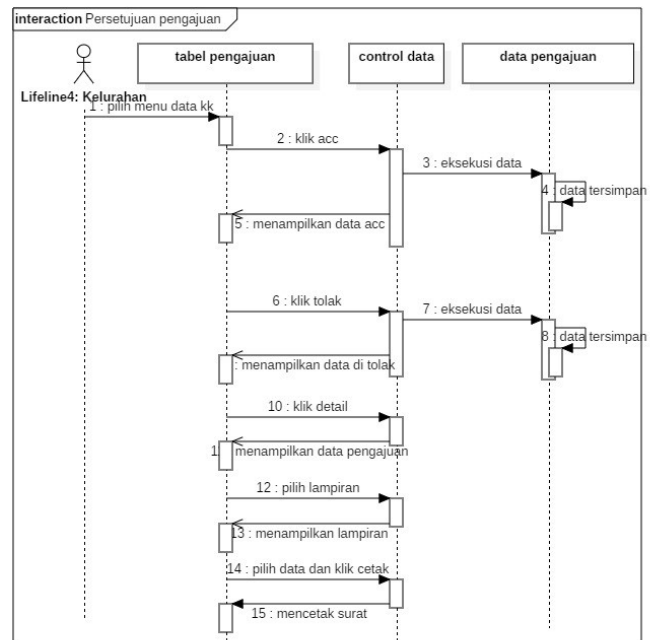 interaction Persetujuan pengajuan
tabel pengajuan
control data
data pengajuan
Lifeline4: Kelurahan
1 : pilih menu data kk
2 : klik acc
3 : eksekusi data
4 : data tersimpan
5 : menampilkan data acc
6 : klik tolak
7 : eksekusi data
8 : data tersimpan
: menampilkan data di tolak
10 : klik detail
menampilkan data pengajuan
12 : pilih lampiran
13 : menampilkan lampiran
14 : pilih data dan klik cetak
15 : mencetak surat